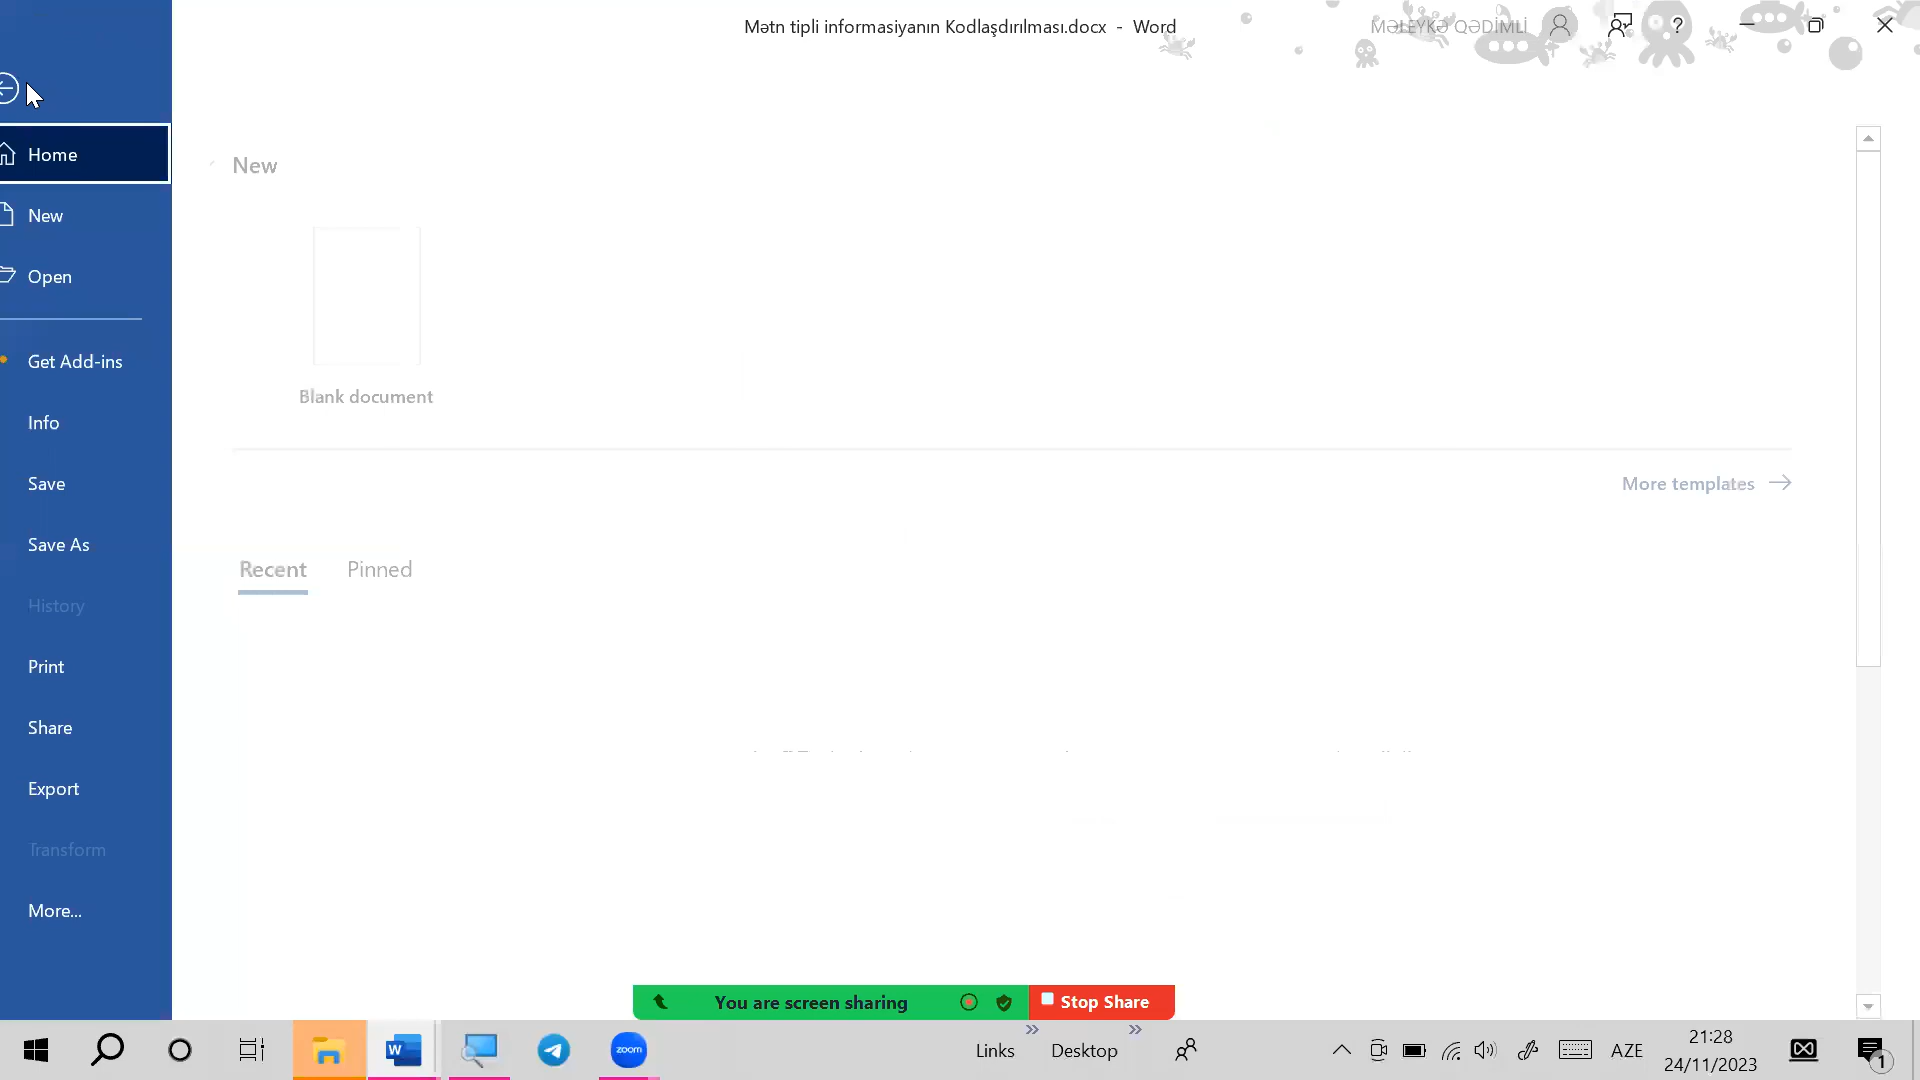 Mətn tipli informasiyanın Kodlaşdırılması.docx - Word
MƏLEYKƏ QƏDİMLİ
?
Home
New
Open
Get Add-ins
Info
Save
Save As
History
Print
Share
Export
Transform
More...
New
Blank document
More templates
Recent
Pinned
You are screen sharing
Stop Share
W
zoom
Links
»
Desktop
»
AZE
21:28
24/11/2023
1